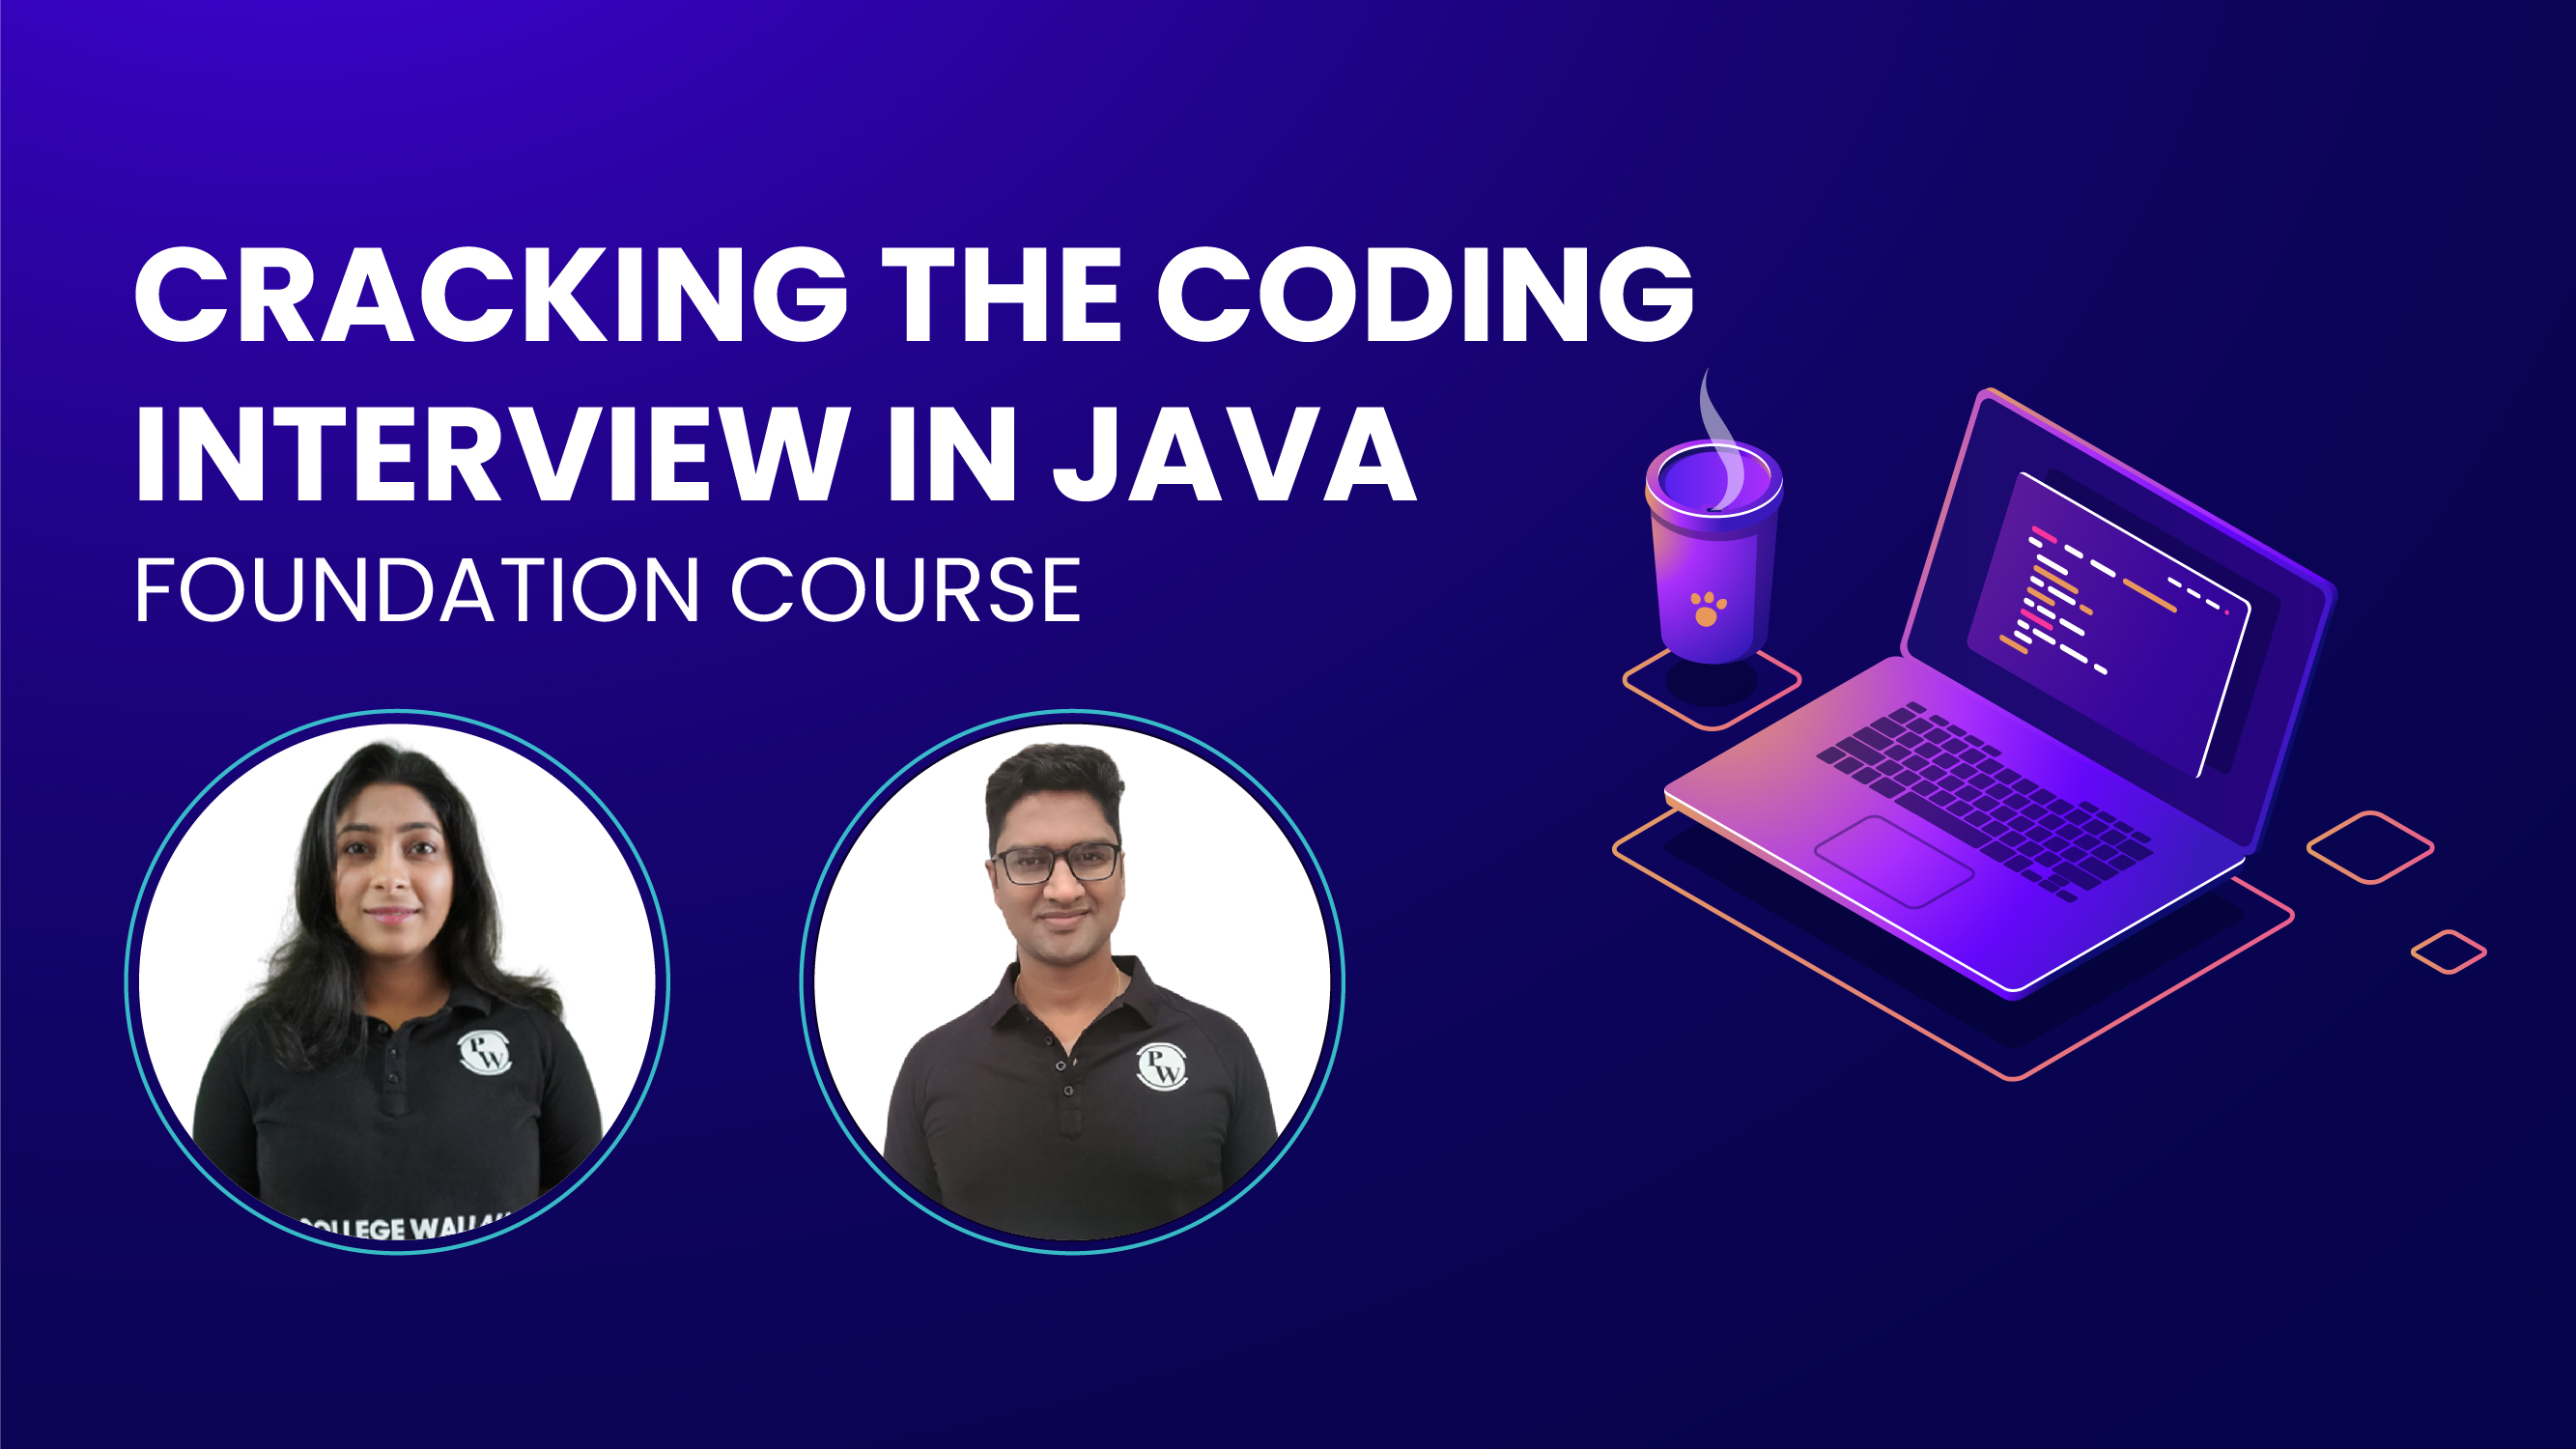 CRACKING THE CODING
INTERVIEW IN JAVA
FOUNDATION COURSE
P
W
P
W